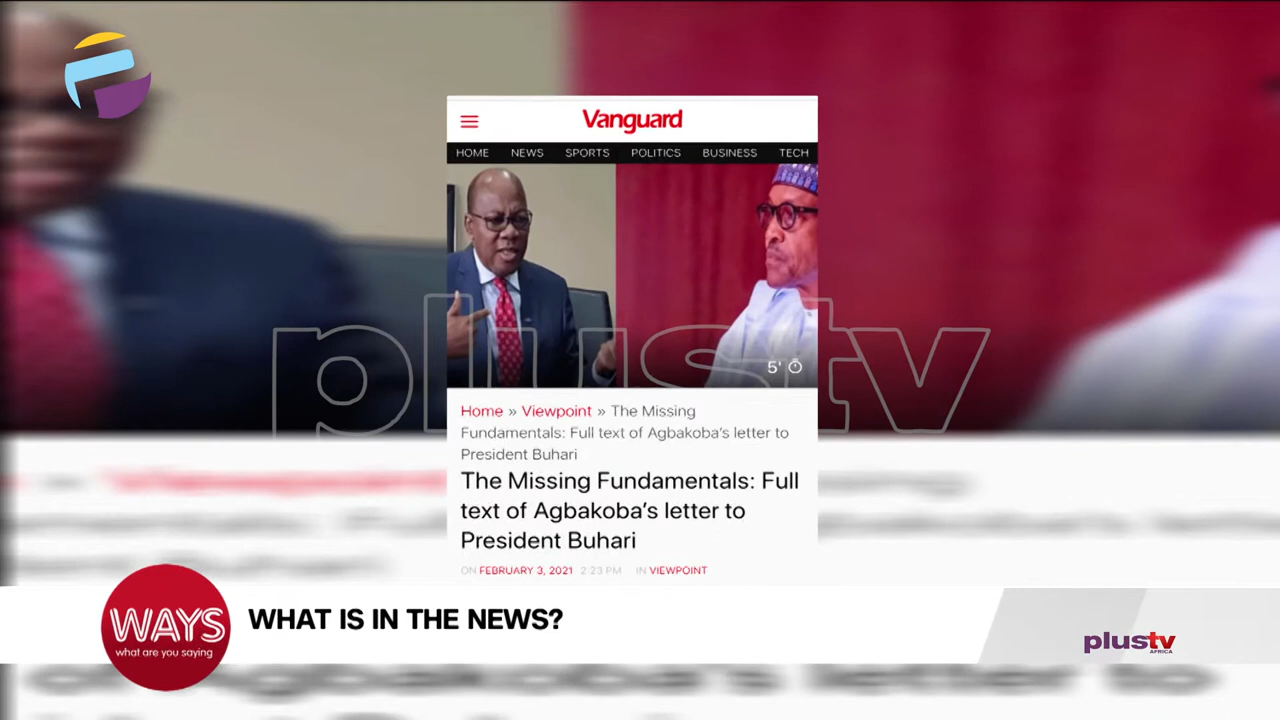 Vanguard
HOME NEWS SPORTS POLITICS BUSINESS TECH
5'
plustv
Home » Viewpoint » The Missing
Fundamentals: Full text of Agbakoba's letter to
President Buhari
The Missing Fundamentals: Full
text of Agbakoba's letter to
President Buhari
ON FEBRUARY 3, 2021 2:23 PM IN VIEWPOINT
WAYS
what are you saying
WHAT IS IN THE NEWS?
plustv
AFRICA